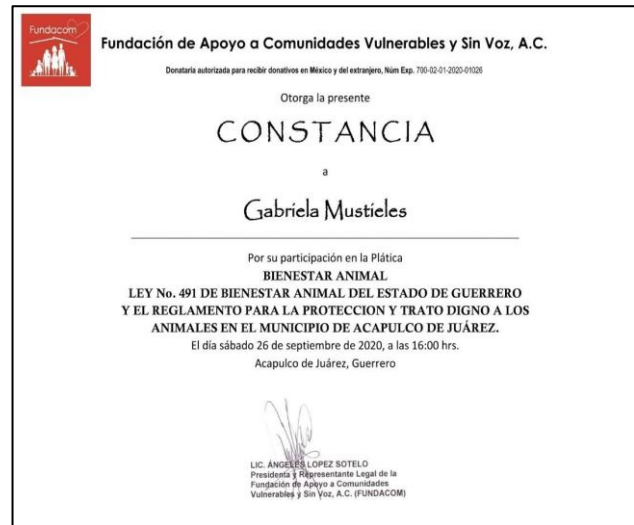 Fundacom
Fundación de Apoyo a Comunidades Vulnerables y Sin Voz, A.C.
Donataria autorizada para recibir donativos en México y del extranjero, Núm Exp. 700-02-01-2020-01026
Otorga la presente
CONSTANCIA
a
Gabriela Mustieles
Por su participación en la Plática
BIENESTAR ANIMAL
LEY No. 491 DE BIENESTAR ANIMAL DEL ESTADO DE GUERRERO
Y EL REGLAMENTO PARA LA PROTECCION Y TRATO DIGNO A LOS
ANIMALES EN EL MUNICIPIO DE ACAPULCO DE JUÁREZ.
El día sábado 26 de septiembre de 2020, a las 16:00 hrs.
Acapulco de Juárez, Guerrero
LIC. ÁNGELES LOPEZ SOTELO
Presidenta y Representante Legal de la
Fundación de Apoyo a Comunidades
Vulnerables y Sin Voz, A.C. (FUNDACOM)